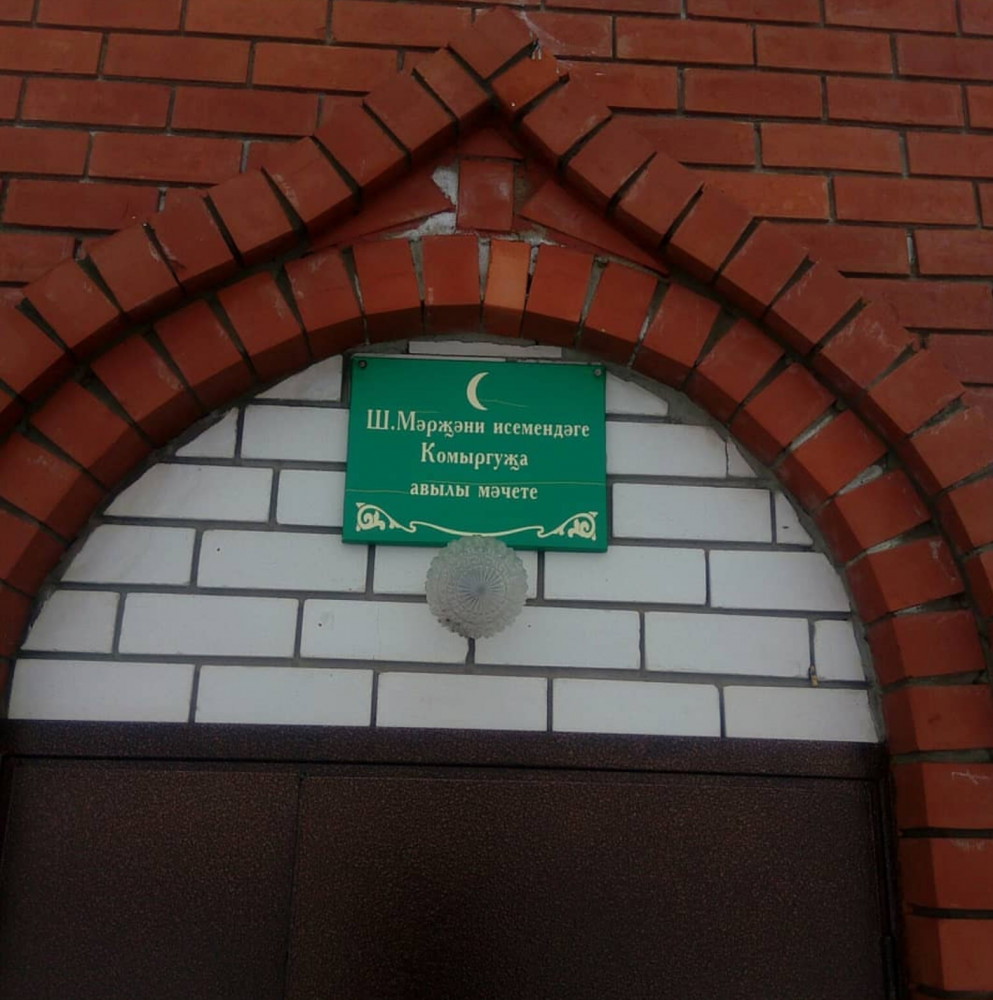 Ш.Мәрҗәни исемендәге
Комыргуҗа
авылы мәчете